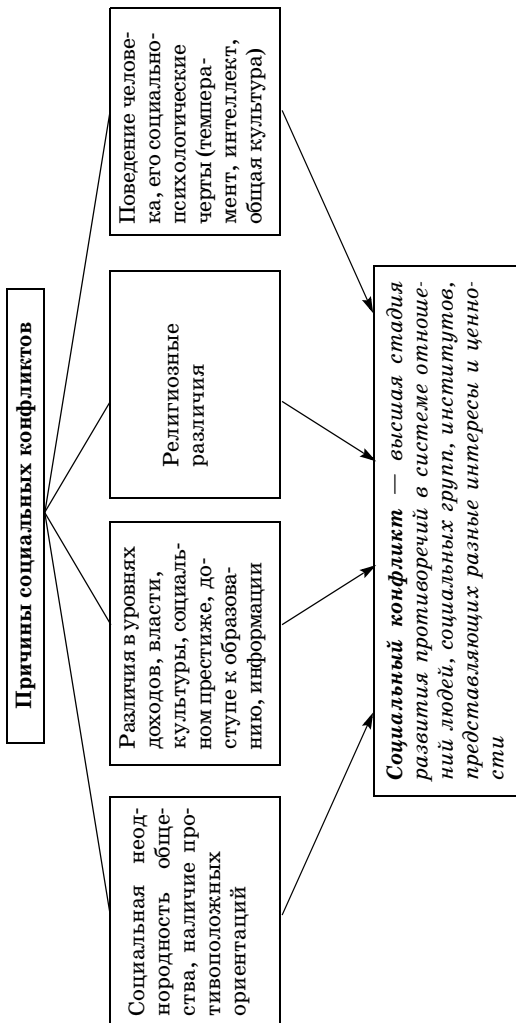 Причины социальных конфликтов
Социальная неод-
нородность обще-
ства, наличие про-
тивоположных
ориентаций
Различия в уровнях
доходов, власти,
культуры, социаль-
ном престиже, до-
ступе к образова-
нию, информации
Религиозные
различия
Поведение челове-
ка, его социально-
психологические
черты (темпера-
мент, интеллект,
общая культура)
Социальный конфликт — высшая стадия
развития противоречий в системе отноше-
ний людей, социальных групп, институтов,
представляющих разные интересы и ценно-
сти